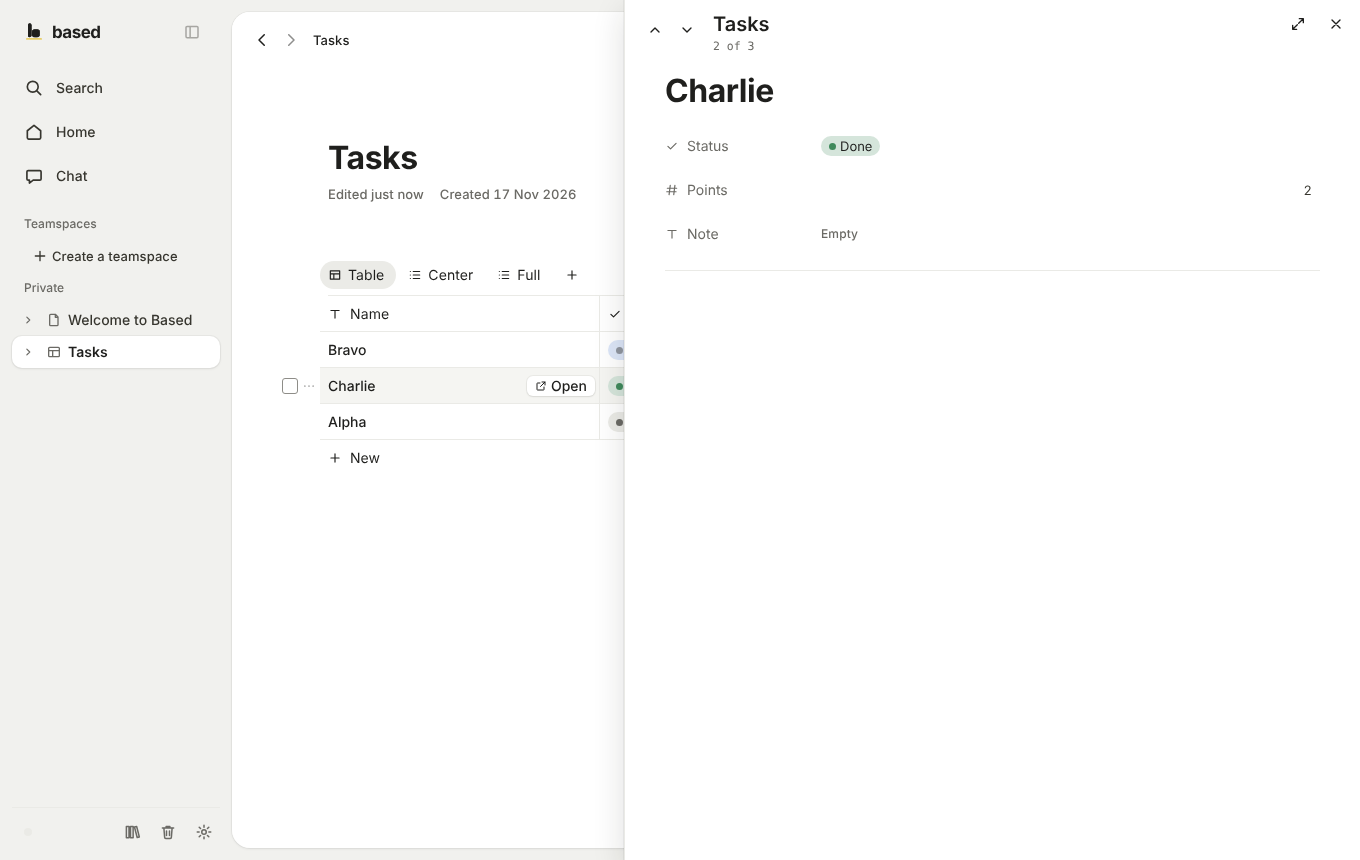 based
Search
Home
Chat
Teamspaces
Create a teamspace
Private
Welcome to Based
Tasks
Tasks
Tasks
Edited just now Created 17 Nov 2026
Table Center Full
Name
Bravo
Charlie Open
Alpha
New
Tasks
2 of 3
Charlie
Status Done
Points 2
Note Empty